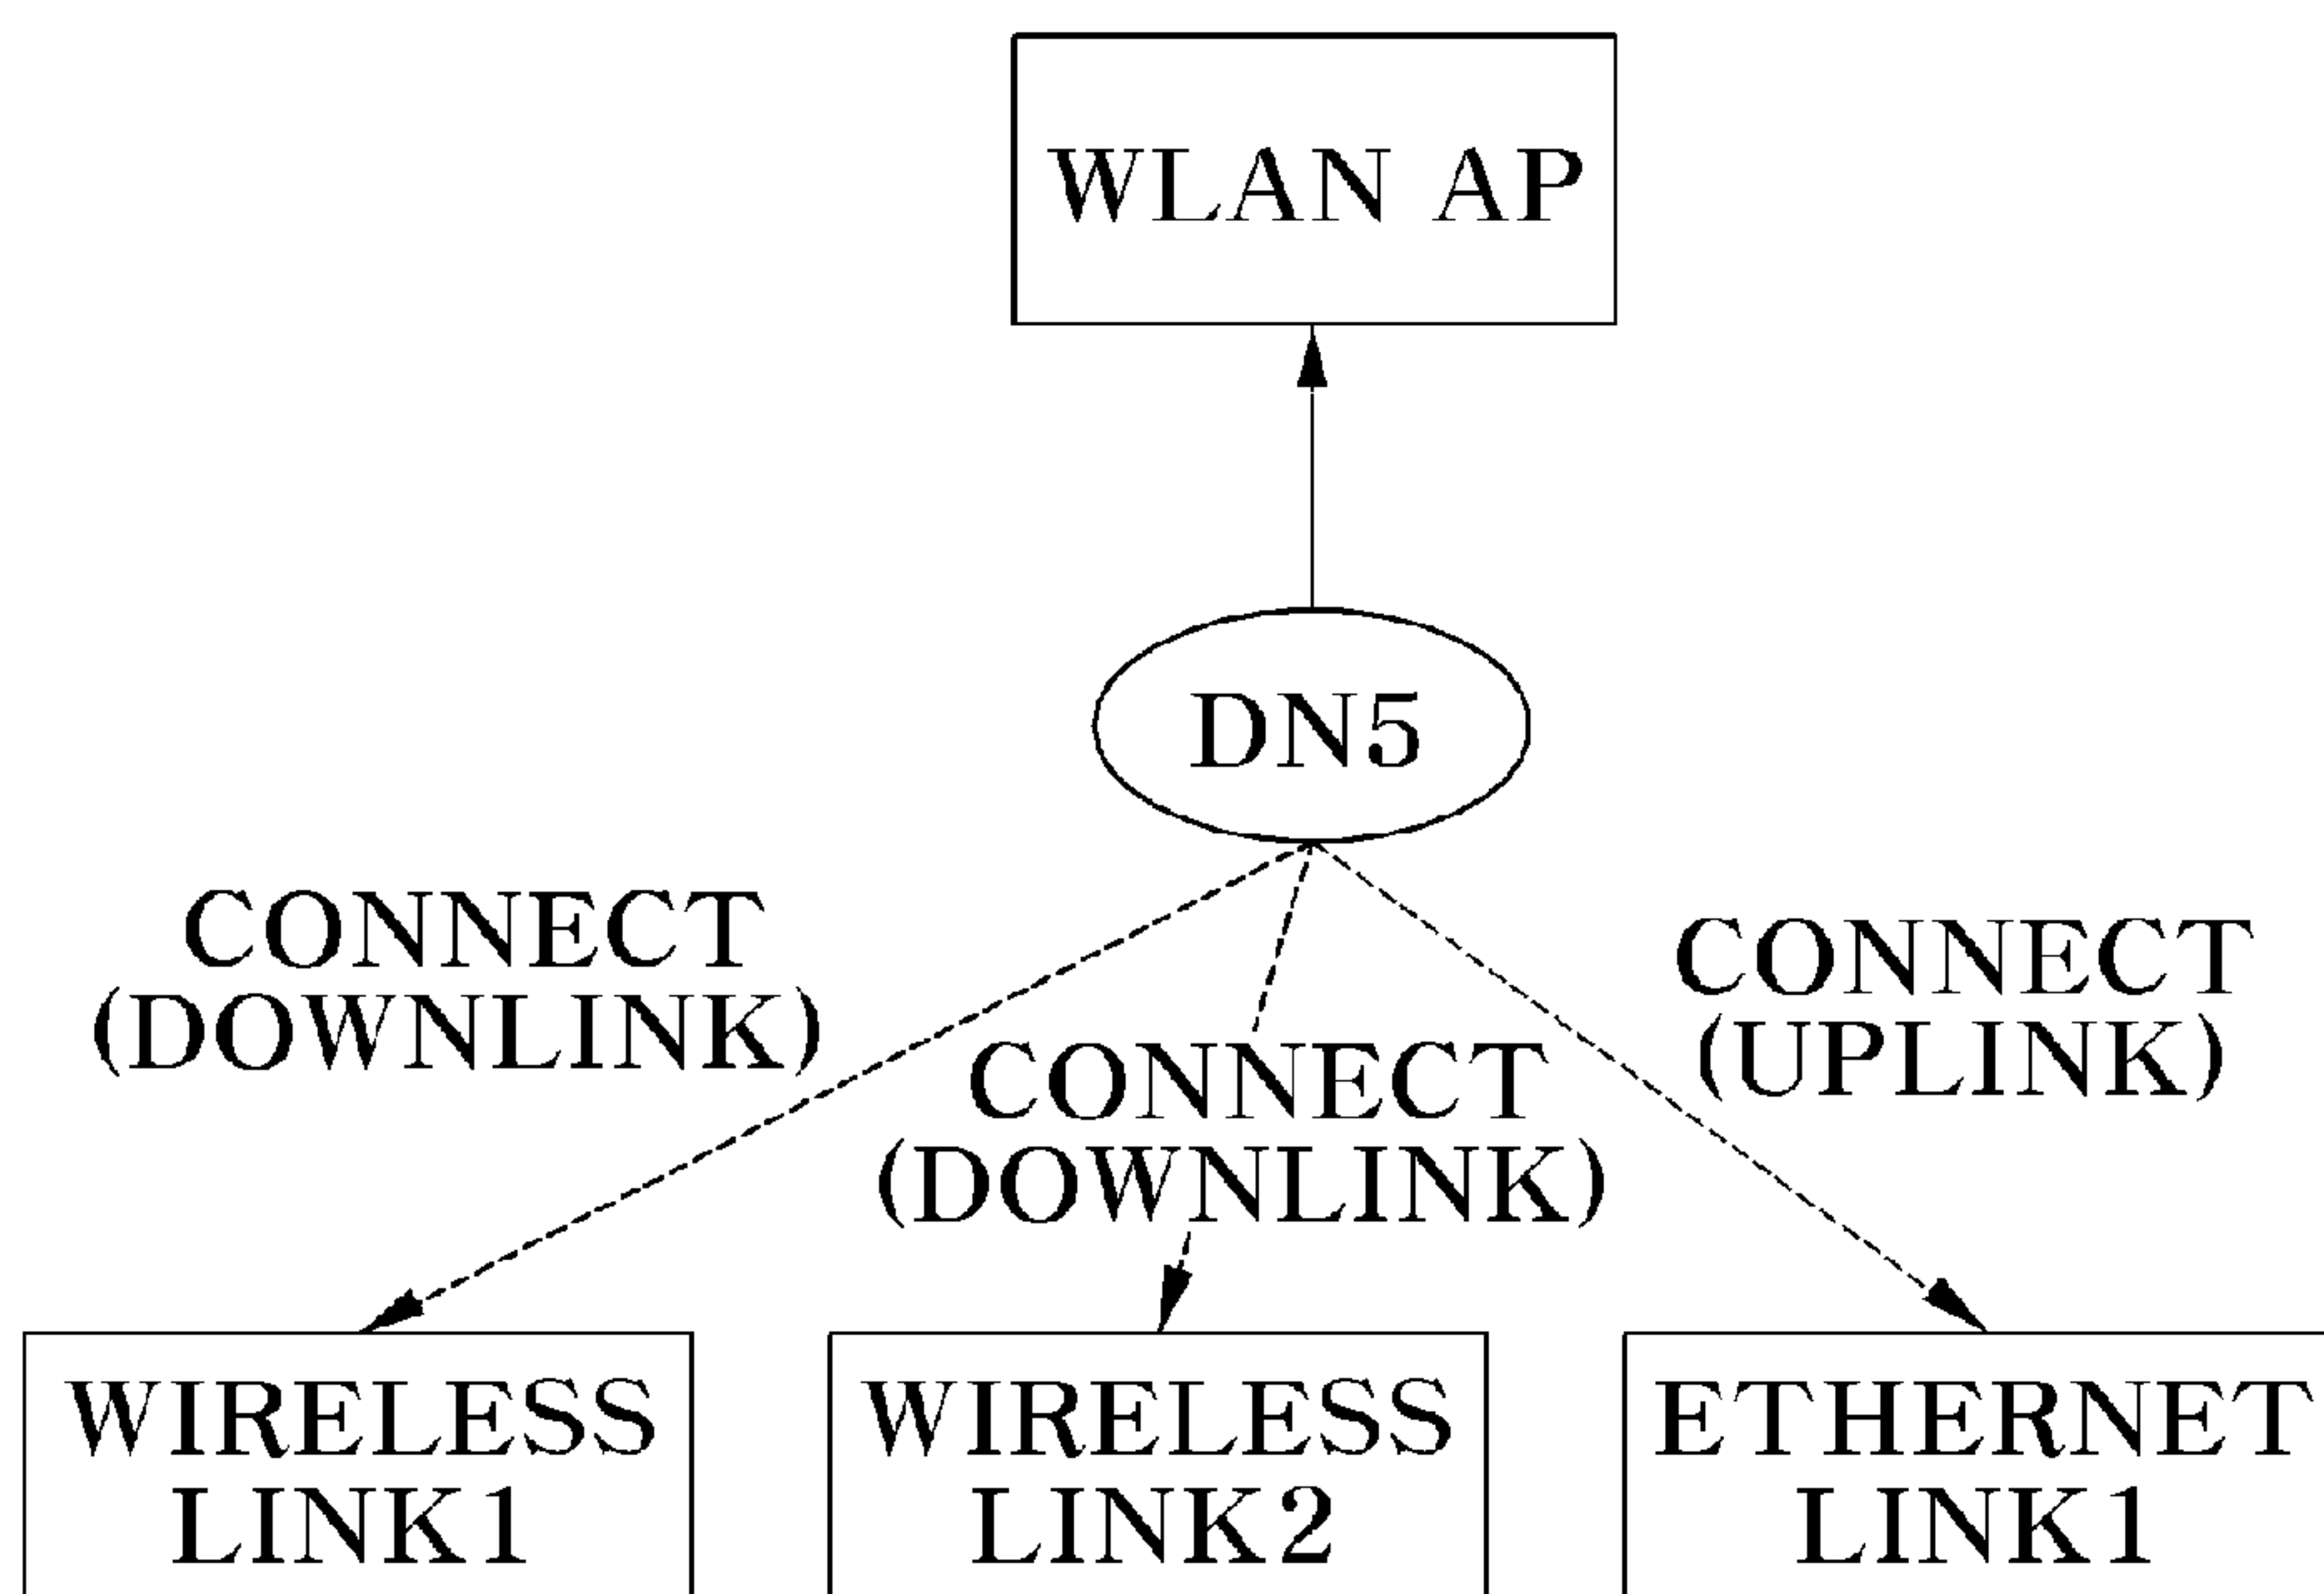 WLAN AP
DN5
CONNECT
(DOWNLINK)
CONNECT
(DOWNLINK)
CONNECT
(UPLINK)
WIRELESS
LINK1
WIRELESS
LINK2
ETHERNET
LINK1